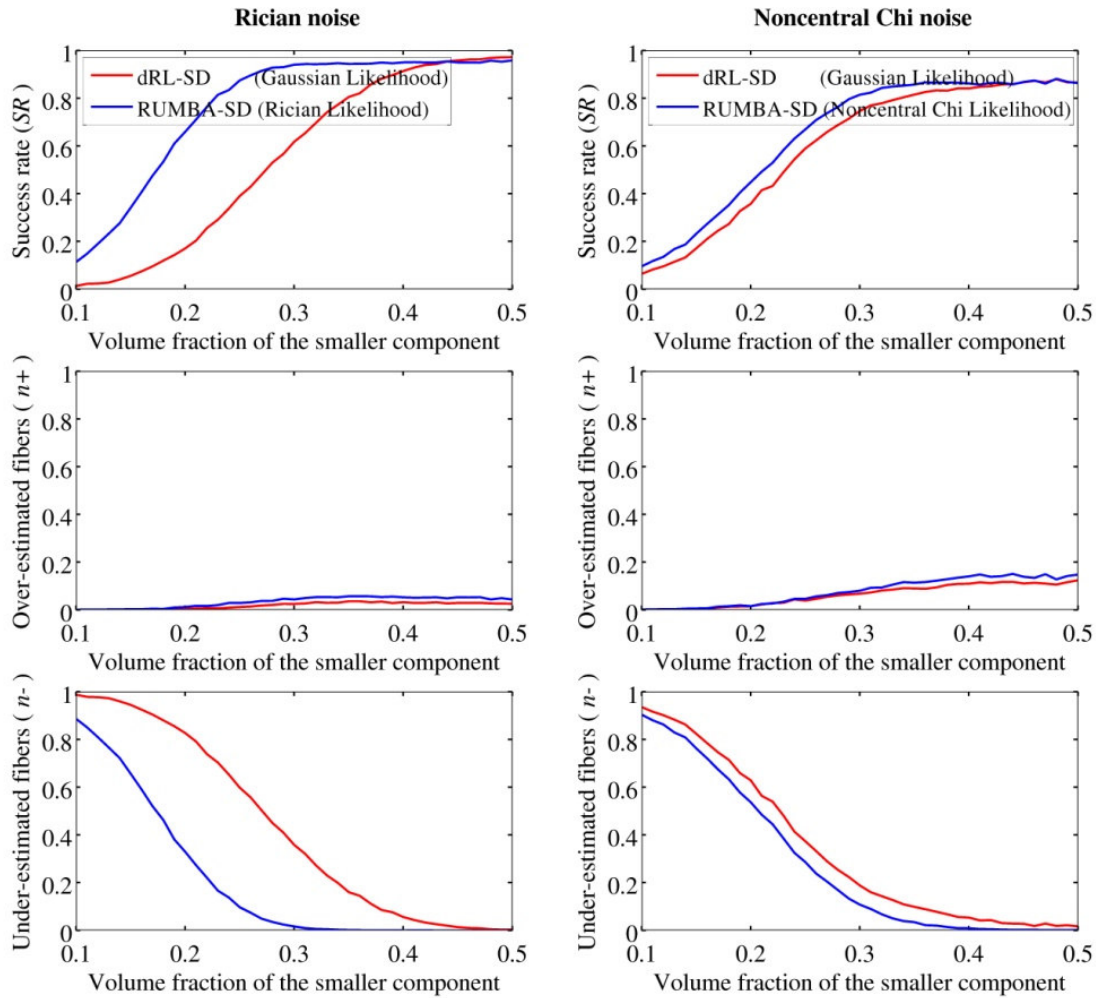 Rician noise
Success rate (SR)
1
0.8
0.6
0.4
0.2
0
dRL-SD (Gaussian Likelihood)
RUMBA-SD (Rician Likelihood)
0.1 0.2 0.3 0.4 0.5
Volume fraction of the smaller component
Noncentral Chi noise
Success rate (SR)
1
0.8
0.6
0.4
0.2
0
dRL-SD (Gaussian Likelihood)
RUMBA-SD (Noncentral Chi Likelihood)
0.1 0.2 0.3 0.4 0.5
Volume fraction of the smaller component
Over-estimated fibers ( n+ )
1
0.8
0.6
0.4
0.2
0
0.1 0.2 0.3 0.4 0.5
Volume fraction of the smaller component
Over-estimated fibers ( n+ )
1
0.8
0.6
0.4
0.2
0
0.1 0.2 0.3 0.4 0.5
Volume fraction of the smaller component
Under-estimated fibers ( n- )
1
0.8
0.6
0.4
0.2
0
0.1 0.2 0.3 0.4 0.5
Volume fraction of the smaller component
Under-estimated fibers ( n- )
1
0.8
0.6
0.4
0.2
0
0.1 0.2 0.3 0.4 0.5
Volume fraction of the smaller component